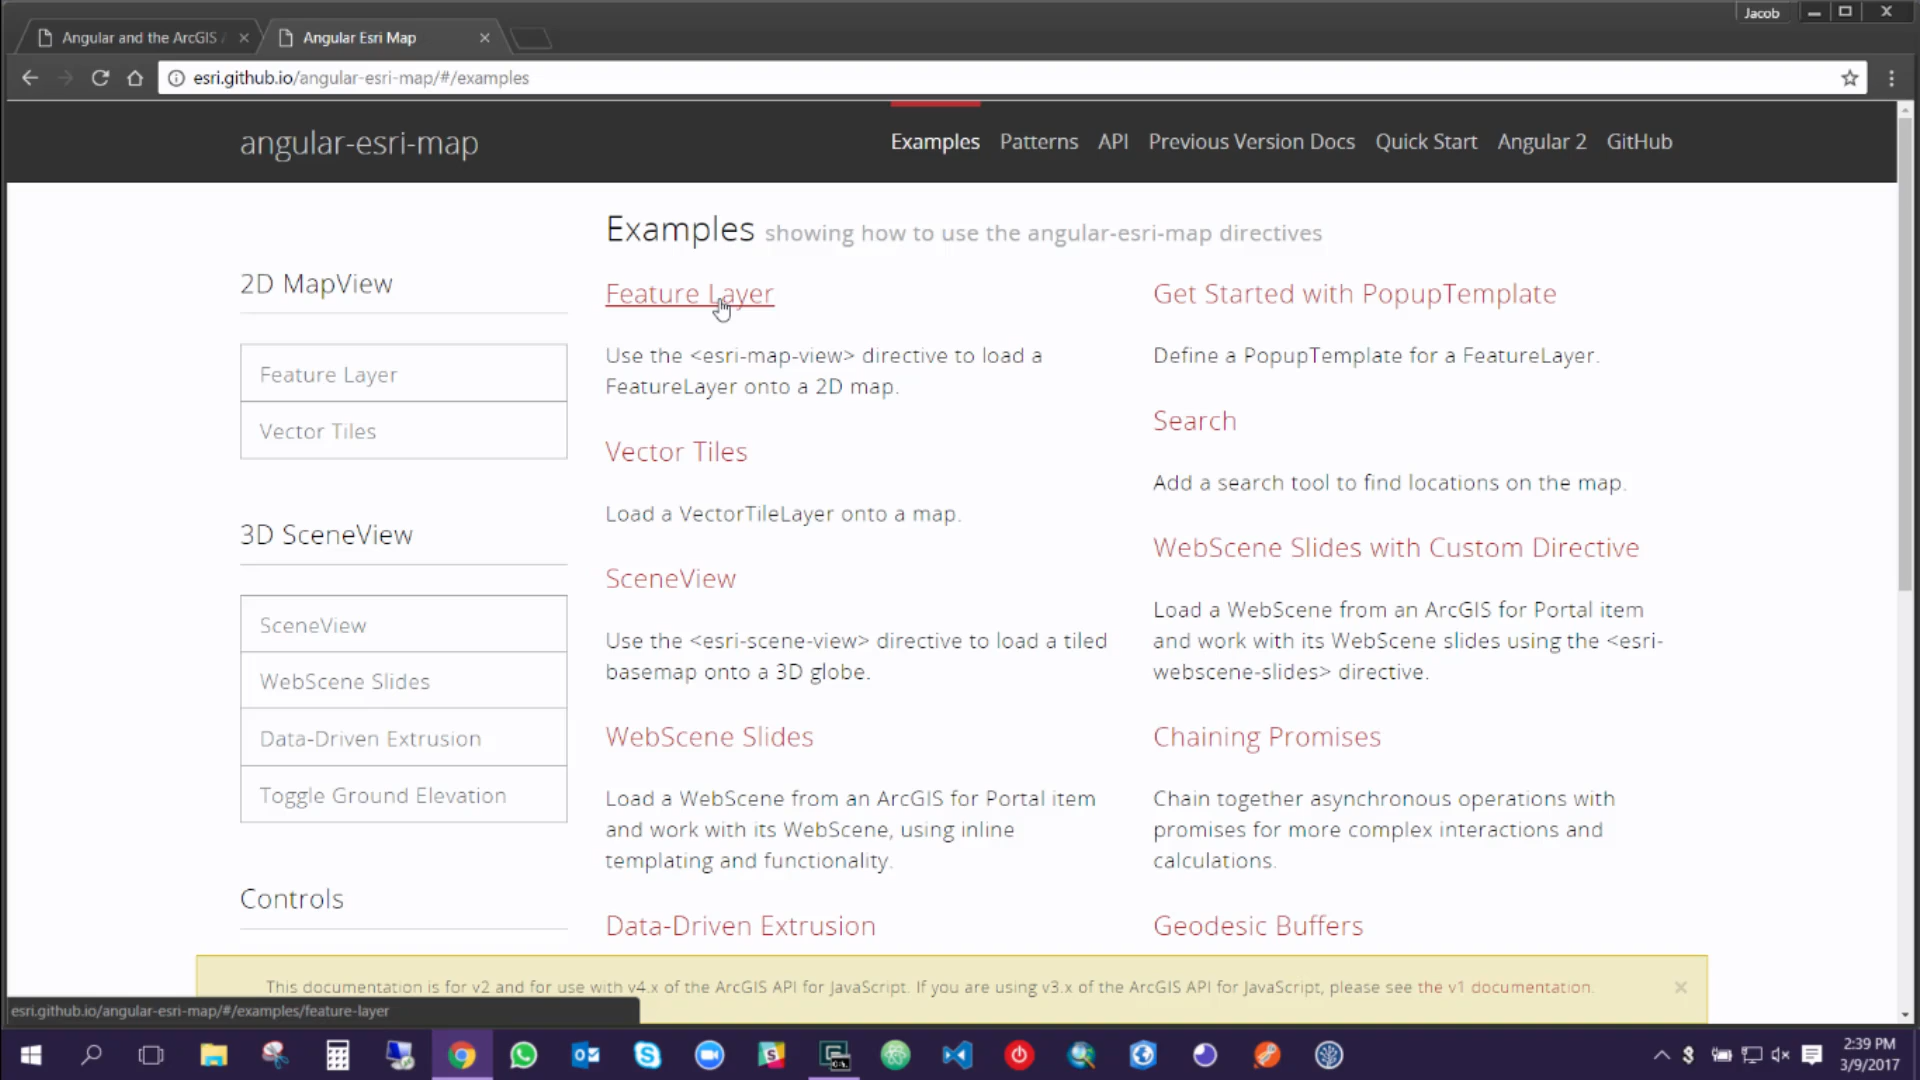 Jacob
Angular and the ArcGIS
Angular Esri Map
esri.github.io/angular-esri-map/#/examples
angular-esri-map
Examples
Patterns
API
Previous Version Docs
Quick Start
Angular 2
GitHub
Examples showing how to use the angular-esri-map directives
2D MapView
Feature Layer
Vector Tiles
3D SceneView
SceneView
WebScene Slides
Data-Driven Extrusion
Toggle Ground Elevation
Controls
Feature Layer
Use the <esri-map-view> directive to load a
FeatureLayer onto a 2D map.
Vector Tiles
Load a VectorTileLayer onto a map.
SceneView
Use the <esri-scene-view> directive to load a tiled
basemap onto a 3D globe.
WebScene Slides
Load a WebScene from an ArcGIS for Portal item
and work with its WebScene, using inline
templating and functionality.
Data-Driven Extrusion
Get Started with PopupTemplate
Define a PopupTemplate for a FeatureLayer.
Search
Add a search tool to find locations on the map.
WebScene Slides with Custom Directive
Load a WebScene from an ArcGIS for Portal item
and work with its WebScene slides using the <esri-
webscene-slides> directive.
Chaining Promises
Chain together asynchronous operations with
promises for more complex interactions and
calculations.
Geodesic Buffers
This documentation is for v2 and for use with v4.x of the ArcGIS API for JavaScript. If you are using v3.x of the ArcGIS API for JavaScript, please see the v1 documentation.
esri.github.io/angular-esri-map/#/examples/feature-layer
2:39 PM
3/9/2017